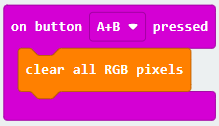 on button A+B pressed
clear all RGB pixels